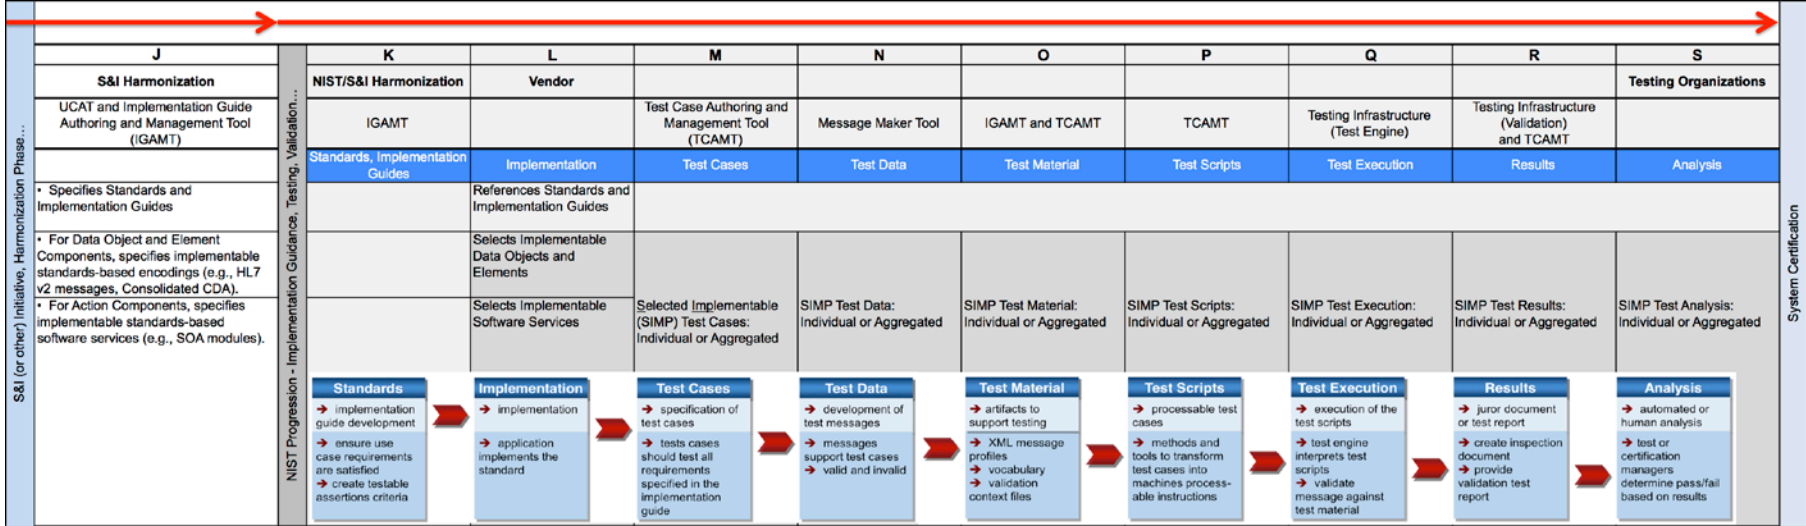 J
K
L
M
N
O
P
Q
R
S
S&I Harmonization
NIST/S&I Harmonization
Vendor
Testing Organizations
UCAT and Implementation Guide
Authoring and Management Tool
(IGAMT)
IGAMT
Test Case Authoring and
Management Tool
(TCAMT)
Message Maker Tool
IGAMT and TCAMT
TCAMT
Testing Infrastructure
(Test Engine)
Testing Infrastructure
(Validation)
and TCAMT
Standards, Implementation
Guides
Implementation
Test Cases
Test Data
Test Material
Test Scripts
Test Execution
Results
Analysis
• Specifies Standards and
Implementation Guides
References Standards and
Implementation Guides
• For Data Object and Element
Components, specifies implementable
standards-based encodings (e.g., HL7
v2 messages, Consolidated CDA).
Selects Implementable
Data Objects and
Elements
• For Action Components, specifies
implementable standards-based
software services (e.g., SOA modules).
Selects Implementable
Software Services
Selected Implementable
(SIMP) Test Cases:
Individual or Aggregated
SIMP Test Data:
Individual or Aggregated
SIMP Test Material:
Individual or Aggregated
SIMP Test Scripts:
Individual or Aggregated
SIMP Test Execution:
Individual or Aggregated
SIMP Test Results:
Individual or Aggregated
SIMP Test Analysis:
Individual or Aggregated
S&I (or other) Initiative, Harmonization Phase...
NIST Progression - Implementation Guidance, Testing, Validation...
System Certification
Standards
➔ implementation
guide development
➔ ensure use
case requirements
are satisfied
➔ create testable
assertions criteria
Implementation
➔ implementation
➔ application
implements the
standard
Test Cases
➔ specification of
test cases
➔ tests cases
should test all
requirements
specified in the
implementation
guide
Test Data
➔ development of
test messages
➔ messages
support test cases
➔ valid and invalid
Test Material
➔ artifacts to
support testing
➔ XML message
profiles
➔ vocabulary
➔ validation
context files
Test Scripts
➔ processable test
cases
➔ methods and
tools to transform
test cases into
machines process-
able instructions
Test Execution
➔ execution of the
test scripts
➔ test engine
interprets test
scripts
➔ validate
message against
test material
Results
➔ juror document
or test report
➔ create inspection
document
➔ provide
validation test
report
Analysis
➔ automated or
human analysis
➔ test or
certification
managers
determine pass/fail
based on results